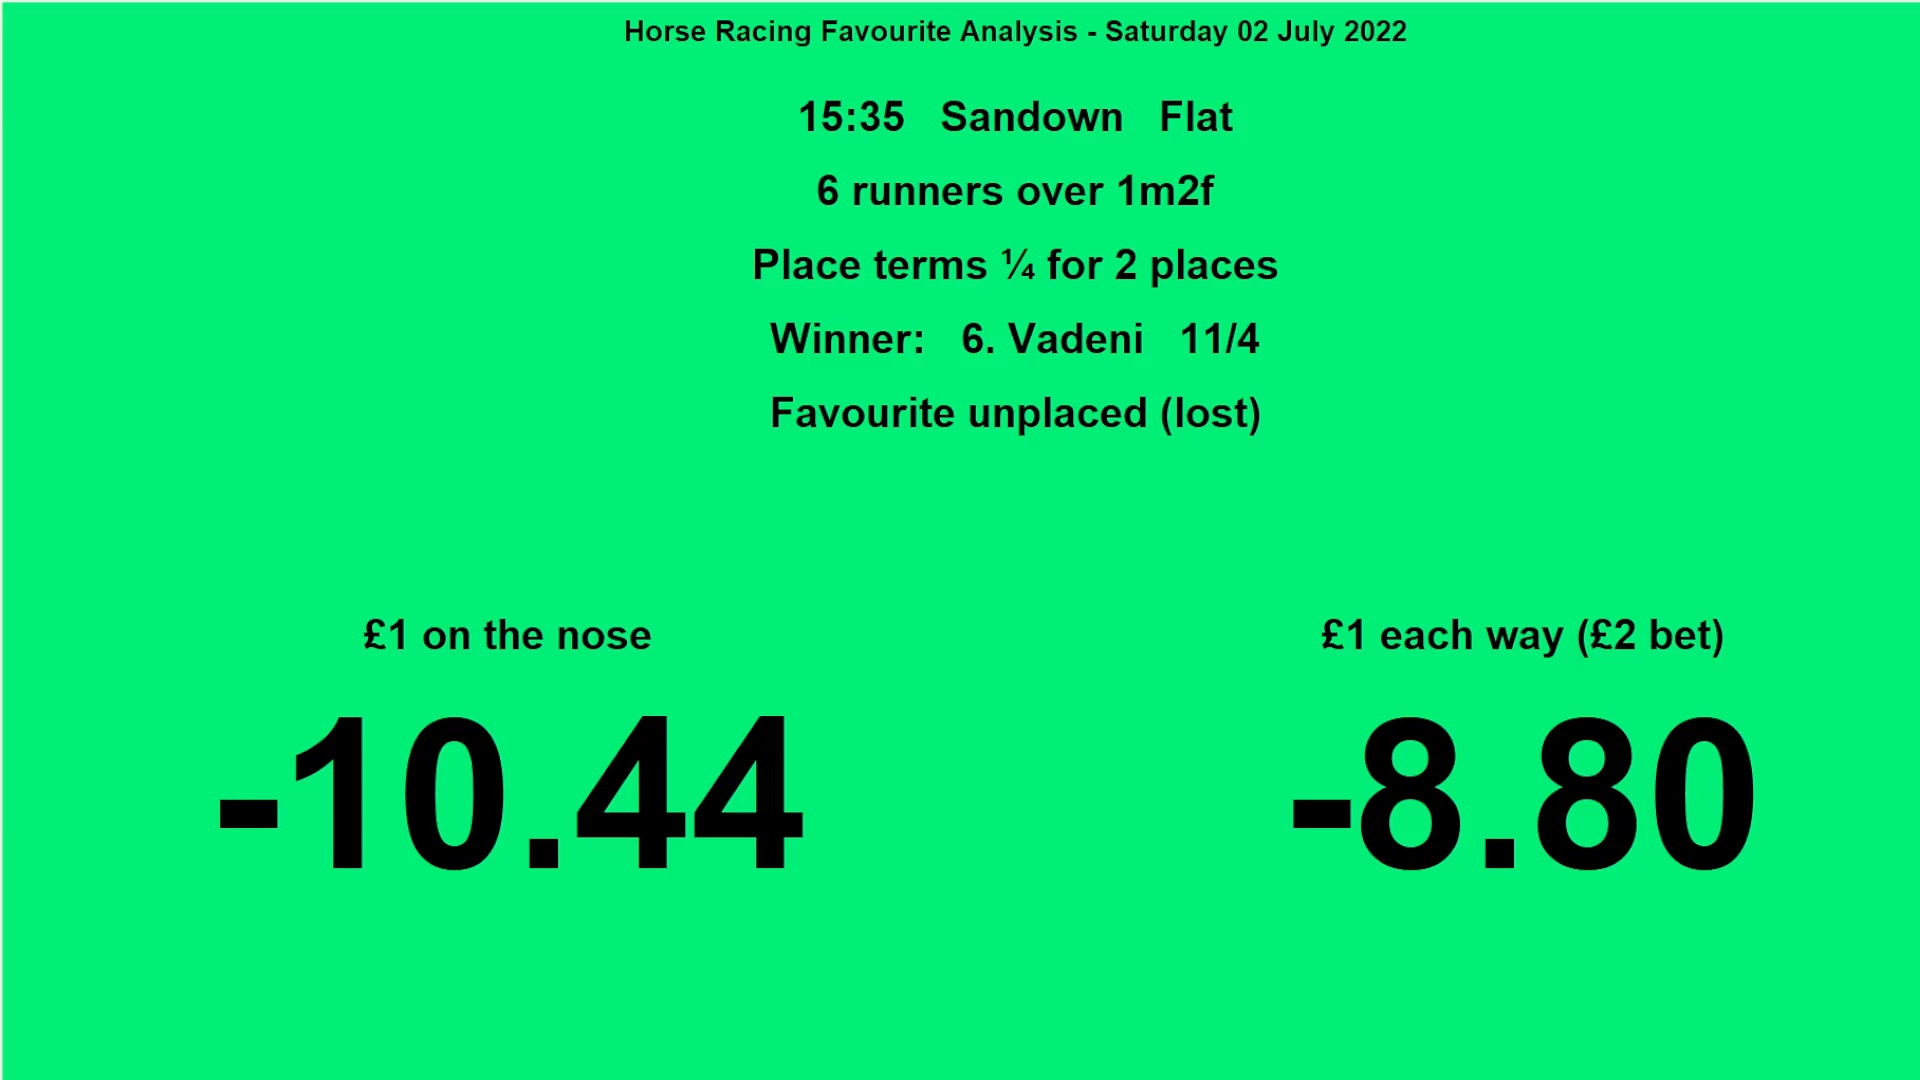 Horse Racing Favourite Analysis - Saturday 02 July 2022
15:35 Sandown Flat
6 runners over 1m2f
Place terms ¼ for 2 places
Winner: 6. Vadeni 11/4
Favourite unplaced (lost)
£1 on the nose
£1 each way (£2 bet)
-10.44
-8.80